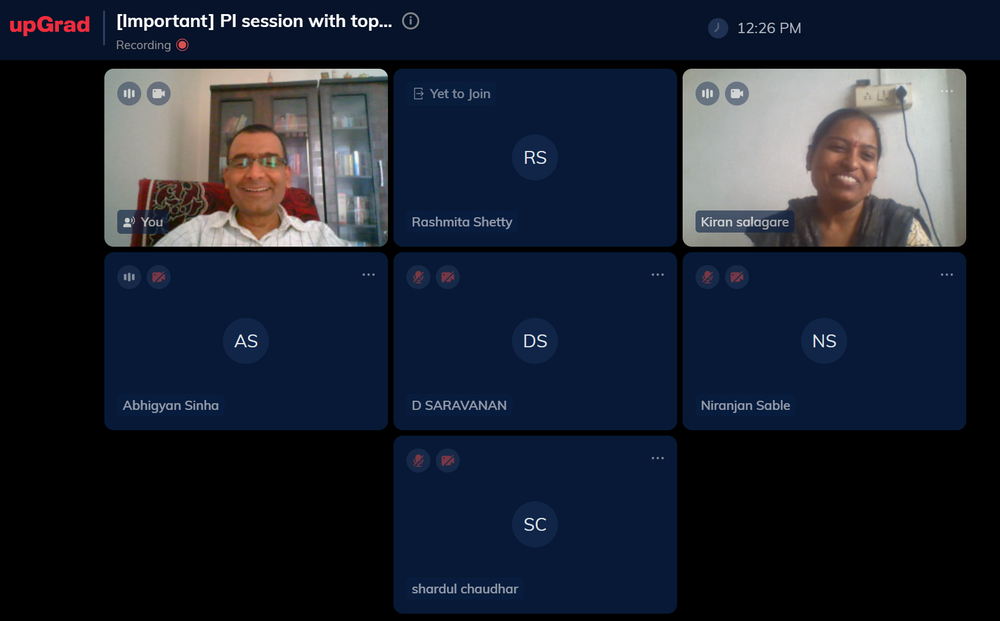 upGrad
[Important] PI session with top...
Recording
12:26 PM
You
Yet to Join
RS
Rashmita Shetty
Kiran salagare
AS
Abhigyan Sinha
DS
D SARAVANAN
NS
Niranjan Sable
SC
shardul chaudhar